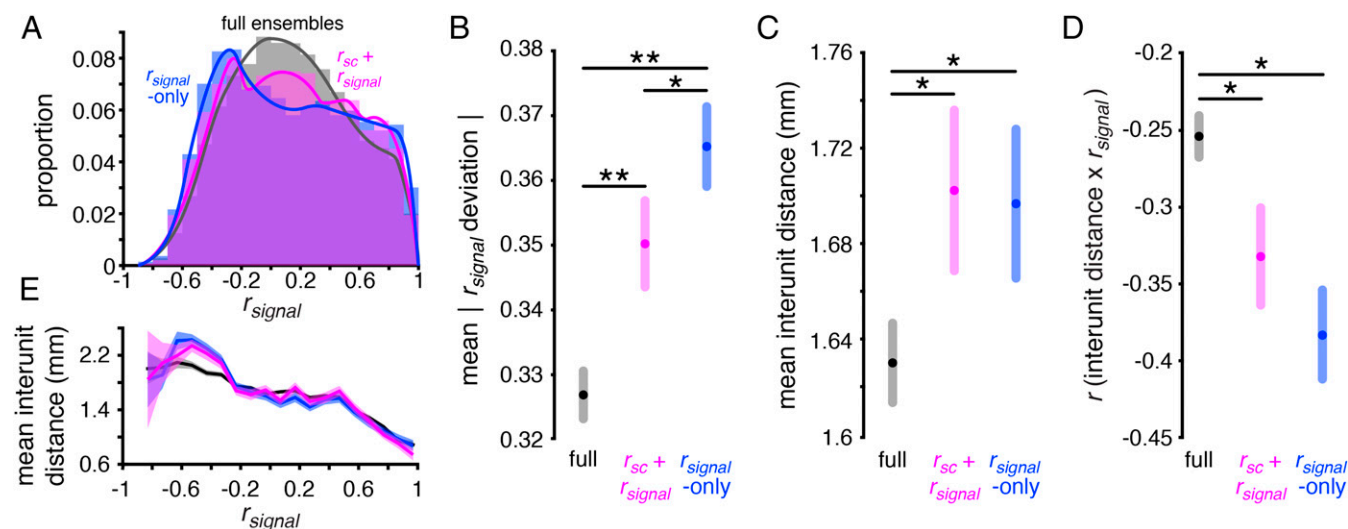 A
full ensembles
r_sc +
r_signal
r_signal
-only
0.08
0.06
0.04
0.02
0
proportion
-1 -0.6 -0.2 0.2 0.6 1
r_signal
B
0.38
0.37
0.36
0.35
0.34
0.33
0.32
mean | r_signal deviation |
** * **
full r_sc + r_signal
r_signal -only
C
1.76
1.72
1.68
1.64
1.6
mean interunit distance (mm)
* *
full r_sc + r_signal
r_signal -only
D
-0.2
-0.25
-0.3
-0.35
-0.4
-0.45
r (interunit distance x r_signal)
* *
full r_sc + r_signal
r_signal -only
E
2.2
1.4
0.6
mean interunit
distance (mm)
-1 -0.6 -0.2 0.2 0.6 1
r_signal